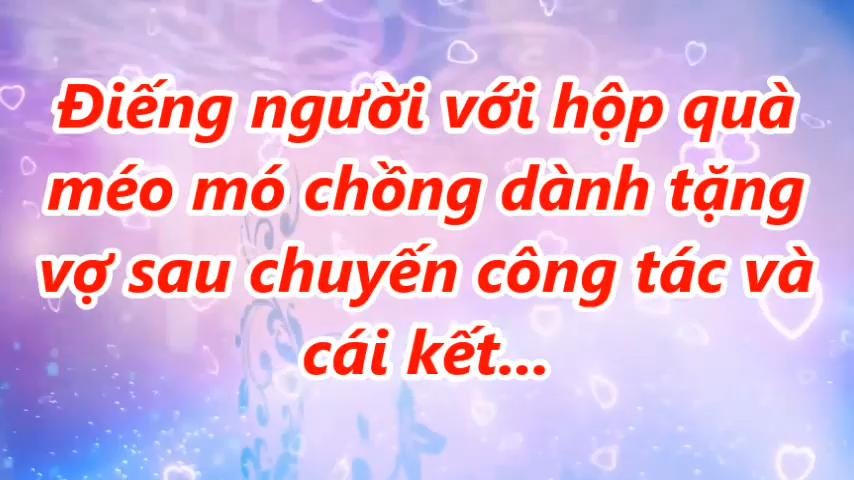 Điếng người với hộp quà
méo mó chồng dành tặng
vợ sau chuyến công tác và
cái kết...